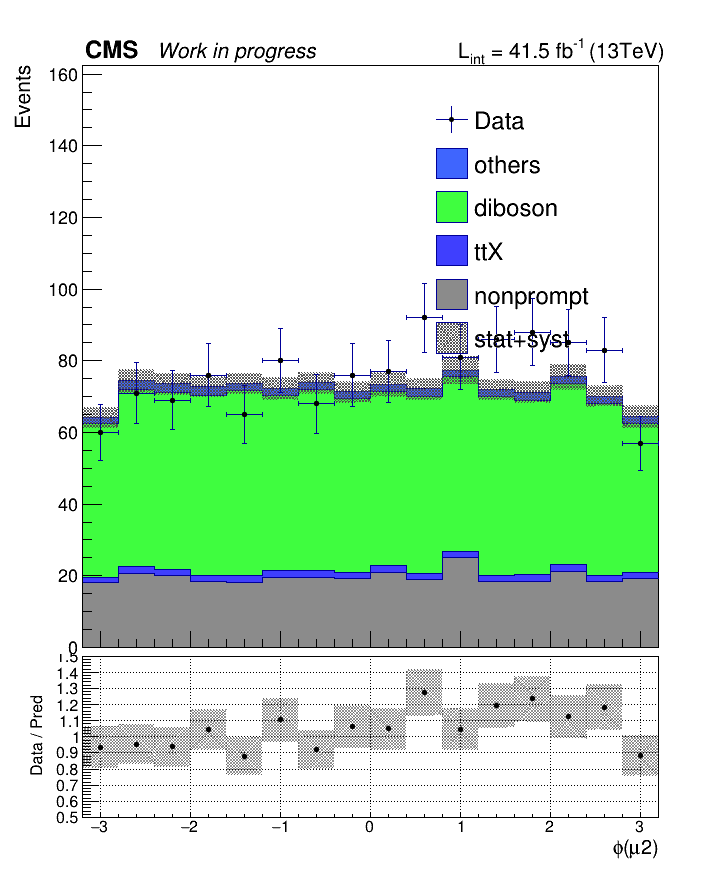 CMS Work in progress L_int = 41.5 fb^-1 (13TeV)
Events
160
140
120
100
80
60
40
20
0
Data
others
diboson
ttX
nonprompt
stat+syst
Data / Pred
1.5
1.4
1.3
1.2
1.1
1
0.9
0.8
0.7
0.6
0.5
−3 −2 −1 0 1 2 3
ϕ(μ2)